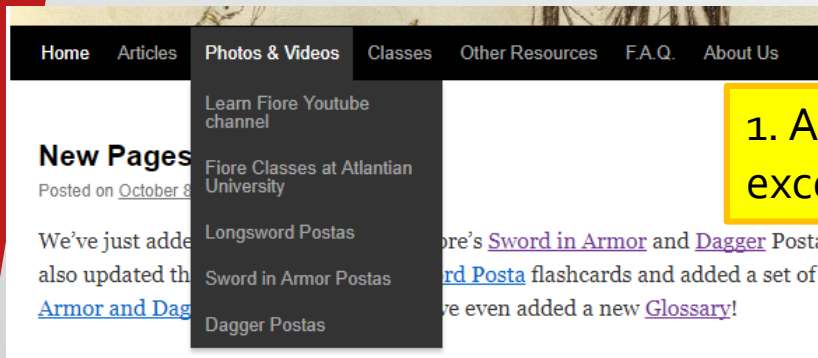 Home Articles Photos & Videos Classes Other Resources F.A.Q. About Us
Learn Fiore Youtube
channel
Fiore Classes at Atlantian
University
Longsword Postas
Sword in Armor Postas
Dagger Postas
New Pages
Posted on October 8
We’ve just adde ore’s Sword in Armor and Dagger Posta
also updated th rd Posta flashcards and added a set of
Armor and Dag ve even added a new Glossary!
1. A
exce